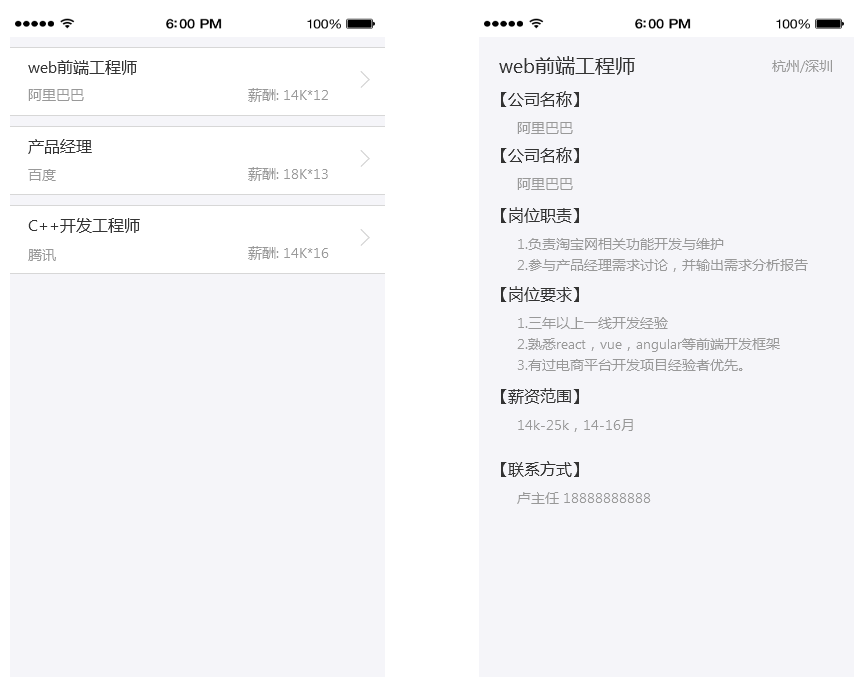 6:00 PM 100%
web前端工程师
阿里巴巴 薪酬: 14K*12
产品经理
百度 薪酬: 18K*13
C++开发工程师
腾讯 薪酬: 14K*16
6:00 PM 100%
web前端工程师 杭州/深圳
【公司名称】
阿里巴巴
【公司名称】
阿里巴巴
【岗位职责】
1.负责淘宝网相关功能开发与维护
2.参与产品经理需求讨论，并输出需求分析报告
【岗位要求】
1.三年以上一线开发经验
2.熟悉react，vue，angular等前端开发框架
3.有过电商平台开发项目经验者优先。
【薪资范围】
14k-25k，14-16月
【联系方式】
卢主任 18888888888